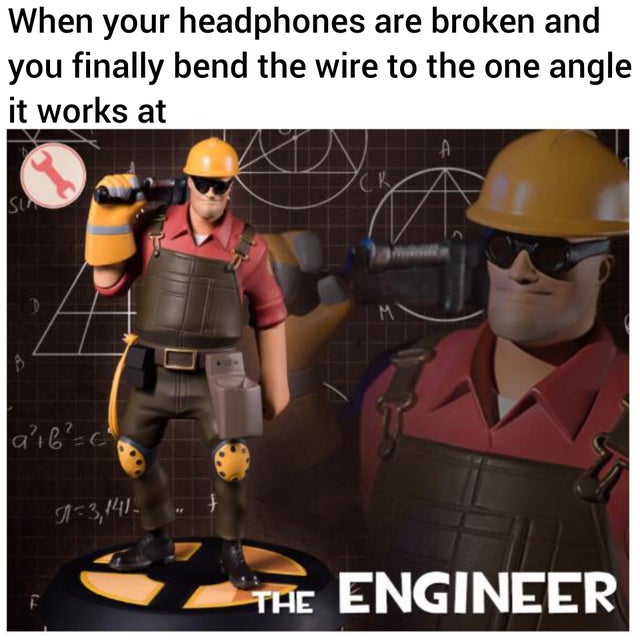 When your headphones are broken and
you finally bend the wire to the one angle
it works at
A
CK
D
M
B
a²+b²=c
π=3,141..
f
F
THE ENGINEER